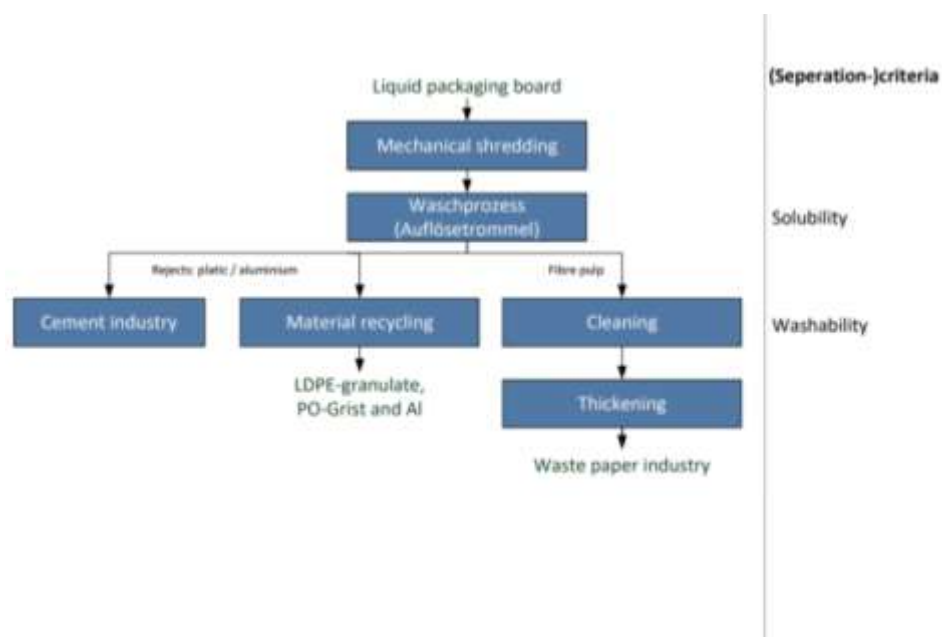 (Seperation-)criteria
Liquid packaging board
Mechanical shredding
Waschprozess
(Auflösetrommel)
Solubility
Rejects: platic / aluminium
Fibre pulp
Cement industry
Material recycling
Cleaning
Washability
LDPE-granulate,
PO-Grist and Al
Thickening
Waste paper industry